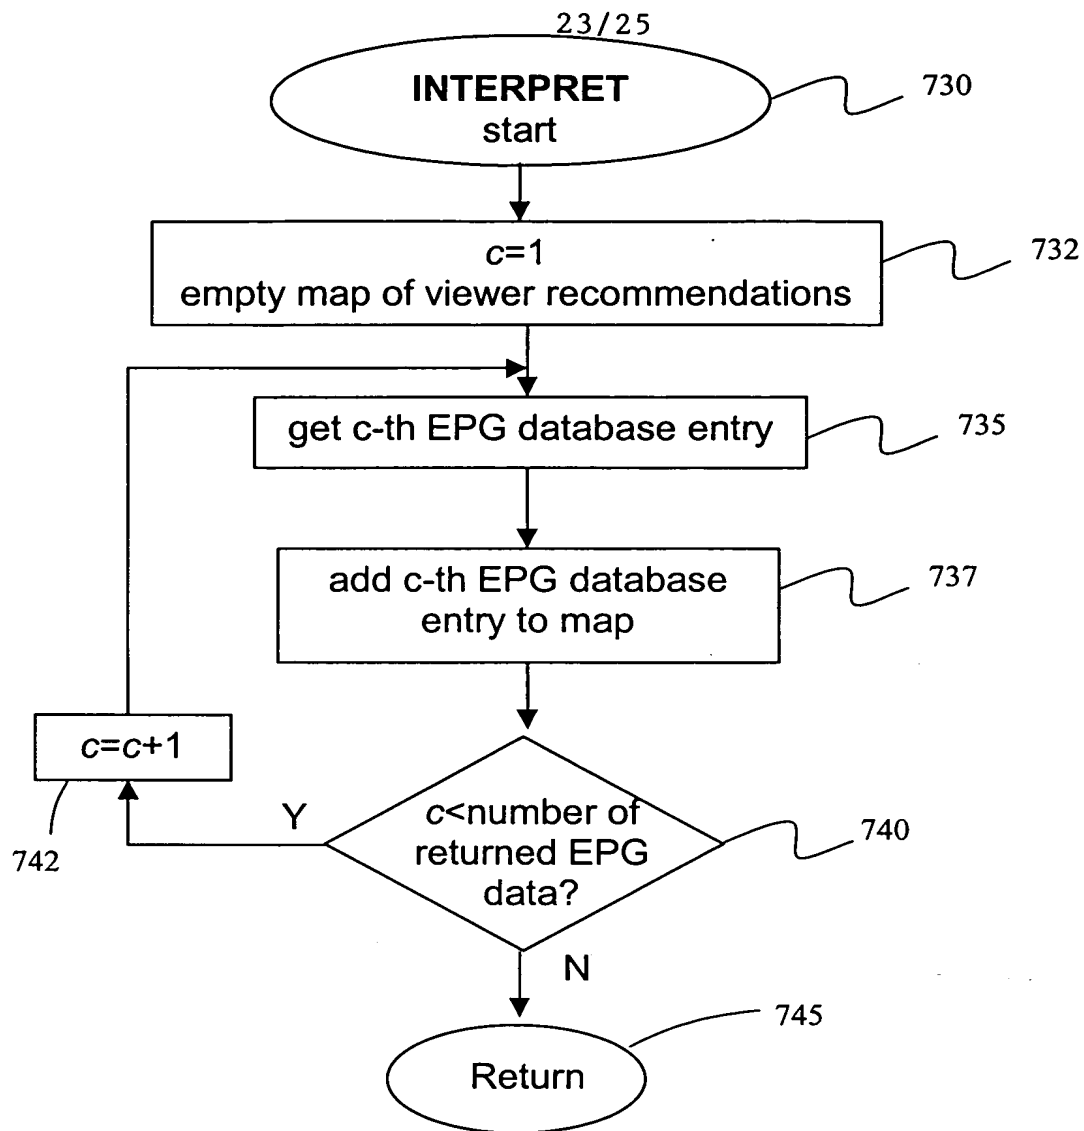 23/25
INTERPRET
start
730
c=1
empty map of viewer recommendations
732
get c-th EPG database entry
735
add c-th EPG database
entry to map
737
c=c+1
742
Y
c<number of
returned EPG
data?
740
N
Return
745